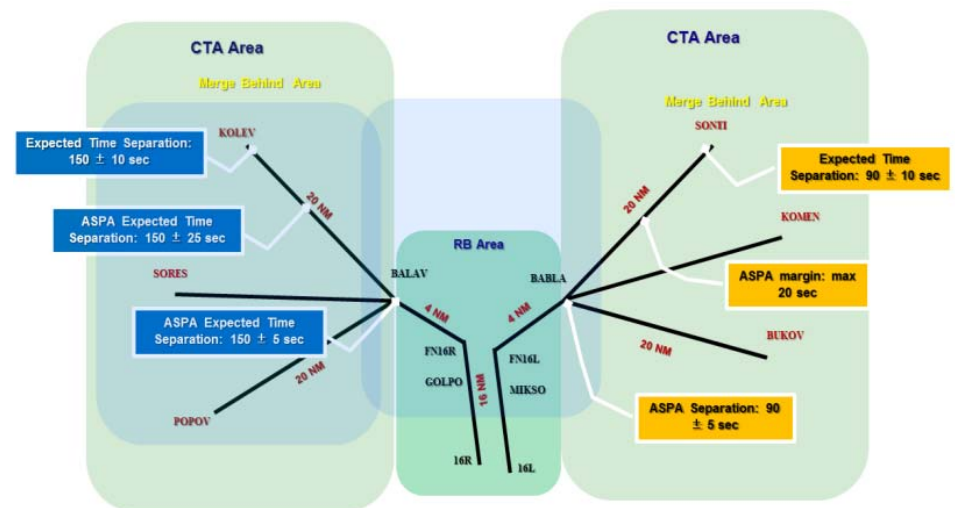 CTA Area
CTA Area
Merge Behind Area
Merge Behind Area
KOLEV
SONTI
Expected Time Separation:
150 ± 10 sec
Expected Time
Separation: 90 ± 10 sec
20 NM
20 NM
ASPA Expected Time
Separation: 150 ± 25 sec
KOMEN
RB Area
SORES
BALAV
BABLA
ASPA margin: max
20 sec
4 NM
4 NM
ASPA Expected Time
Separation: 150 ± 5 sec
20 NM
20 NM
BUKOV
FN16R
FN16L
GOLPO
16 NM
MIKSO
POPOV
ASPA Separation: 90
± 5 sec
16R
16L